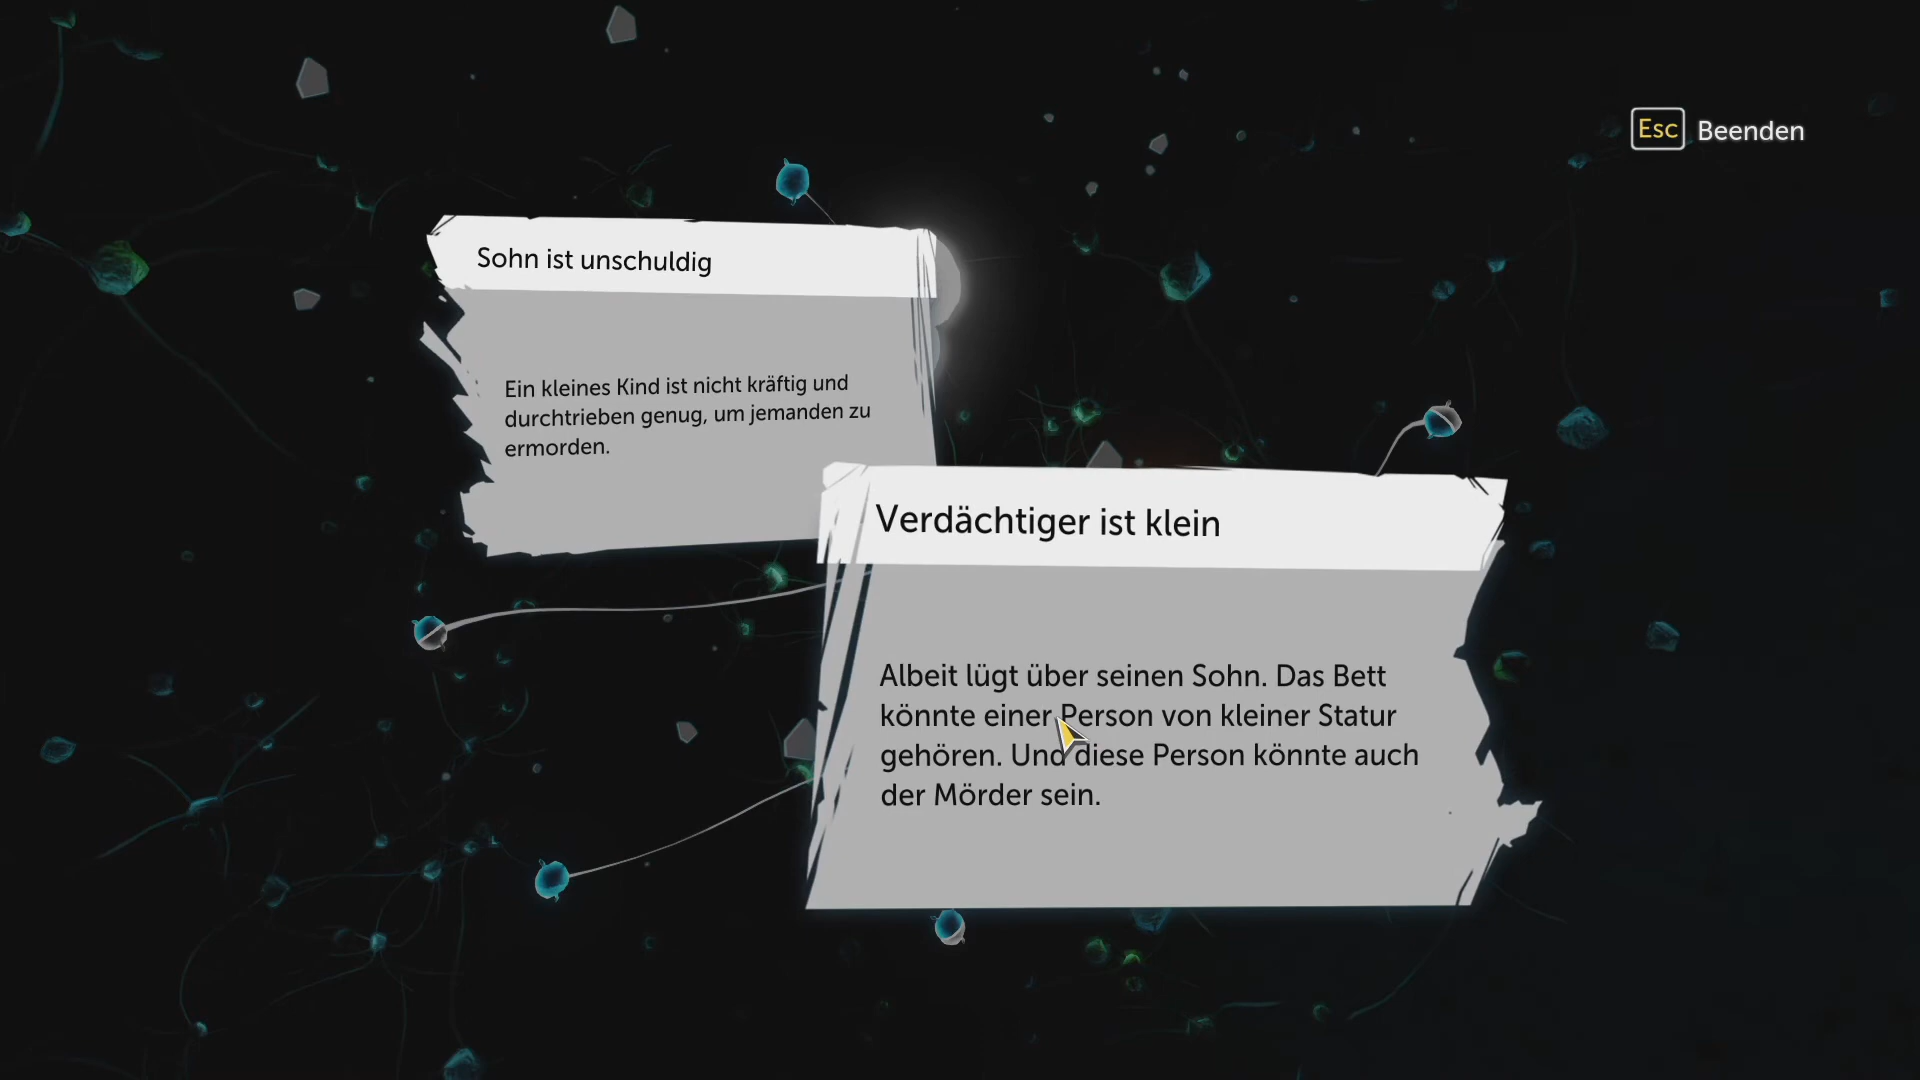 Esc Beenden
Sohn ist unschuldig
Ein kleines Kind ist nicht kräftig und
durchtrieben genug, um jemanden zu
ermorden.
Verdächtiger ist klein
Albeit lügt über seinen Sohn. Das Bett
könnte einer Person von kleiner Statur
gehören. Und diese Person könnte auch
der Mörder sein.